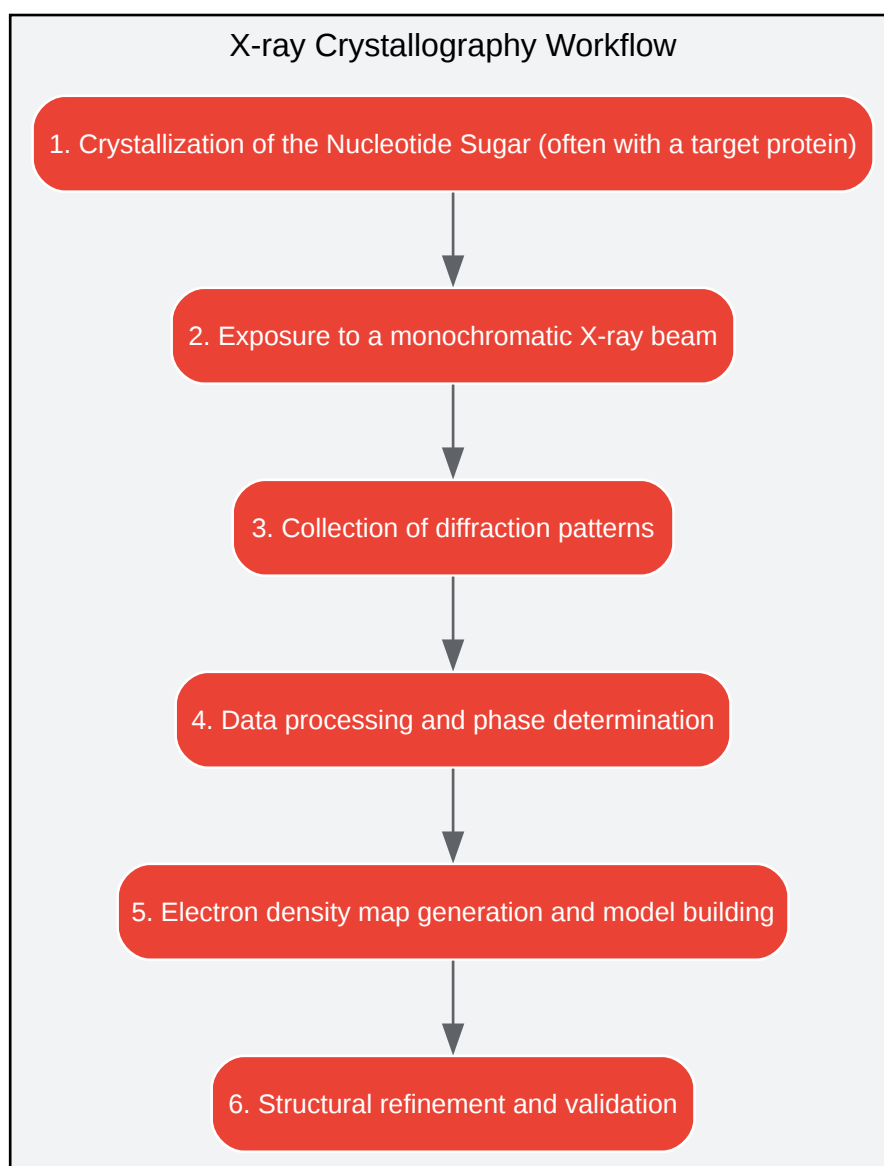 X-ray Crystallography Workflow
1. Crystallization of the Nucleotide Sugar (often with a target protein)
2. Exposure to a monochromatic X-ray beam
3. Collection of diffraction patterns
4. Data processing and phase determination
5. Electron density map generation and model building
6. Structural refinement and validation